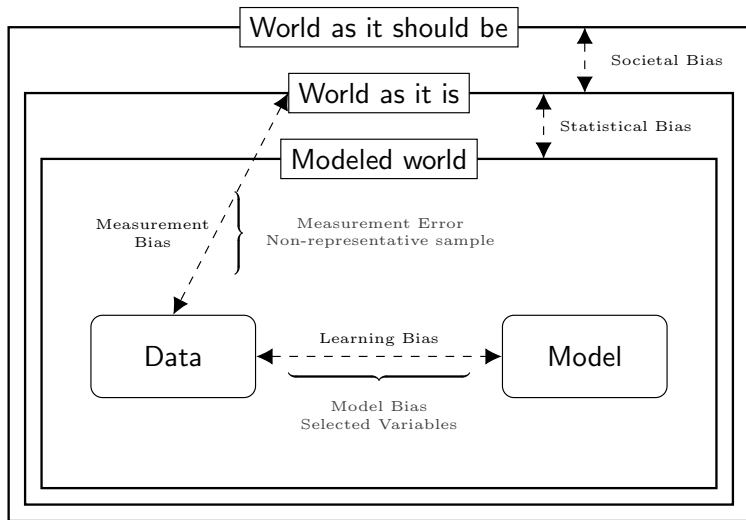 World as it should be
Societal Bias
World as it is
Statistical Bias
Modeled world
Measurement
Bias
Measurement Error
Non-representative sample
Data
Learning Bias
Model
Model Bias
Selected Variables